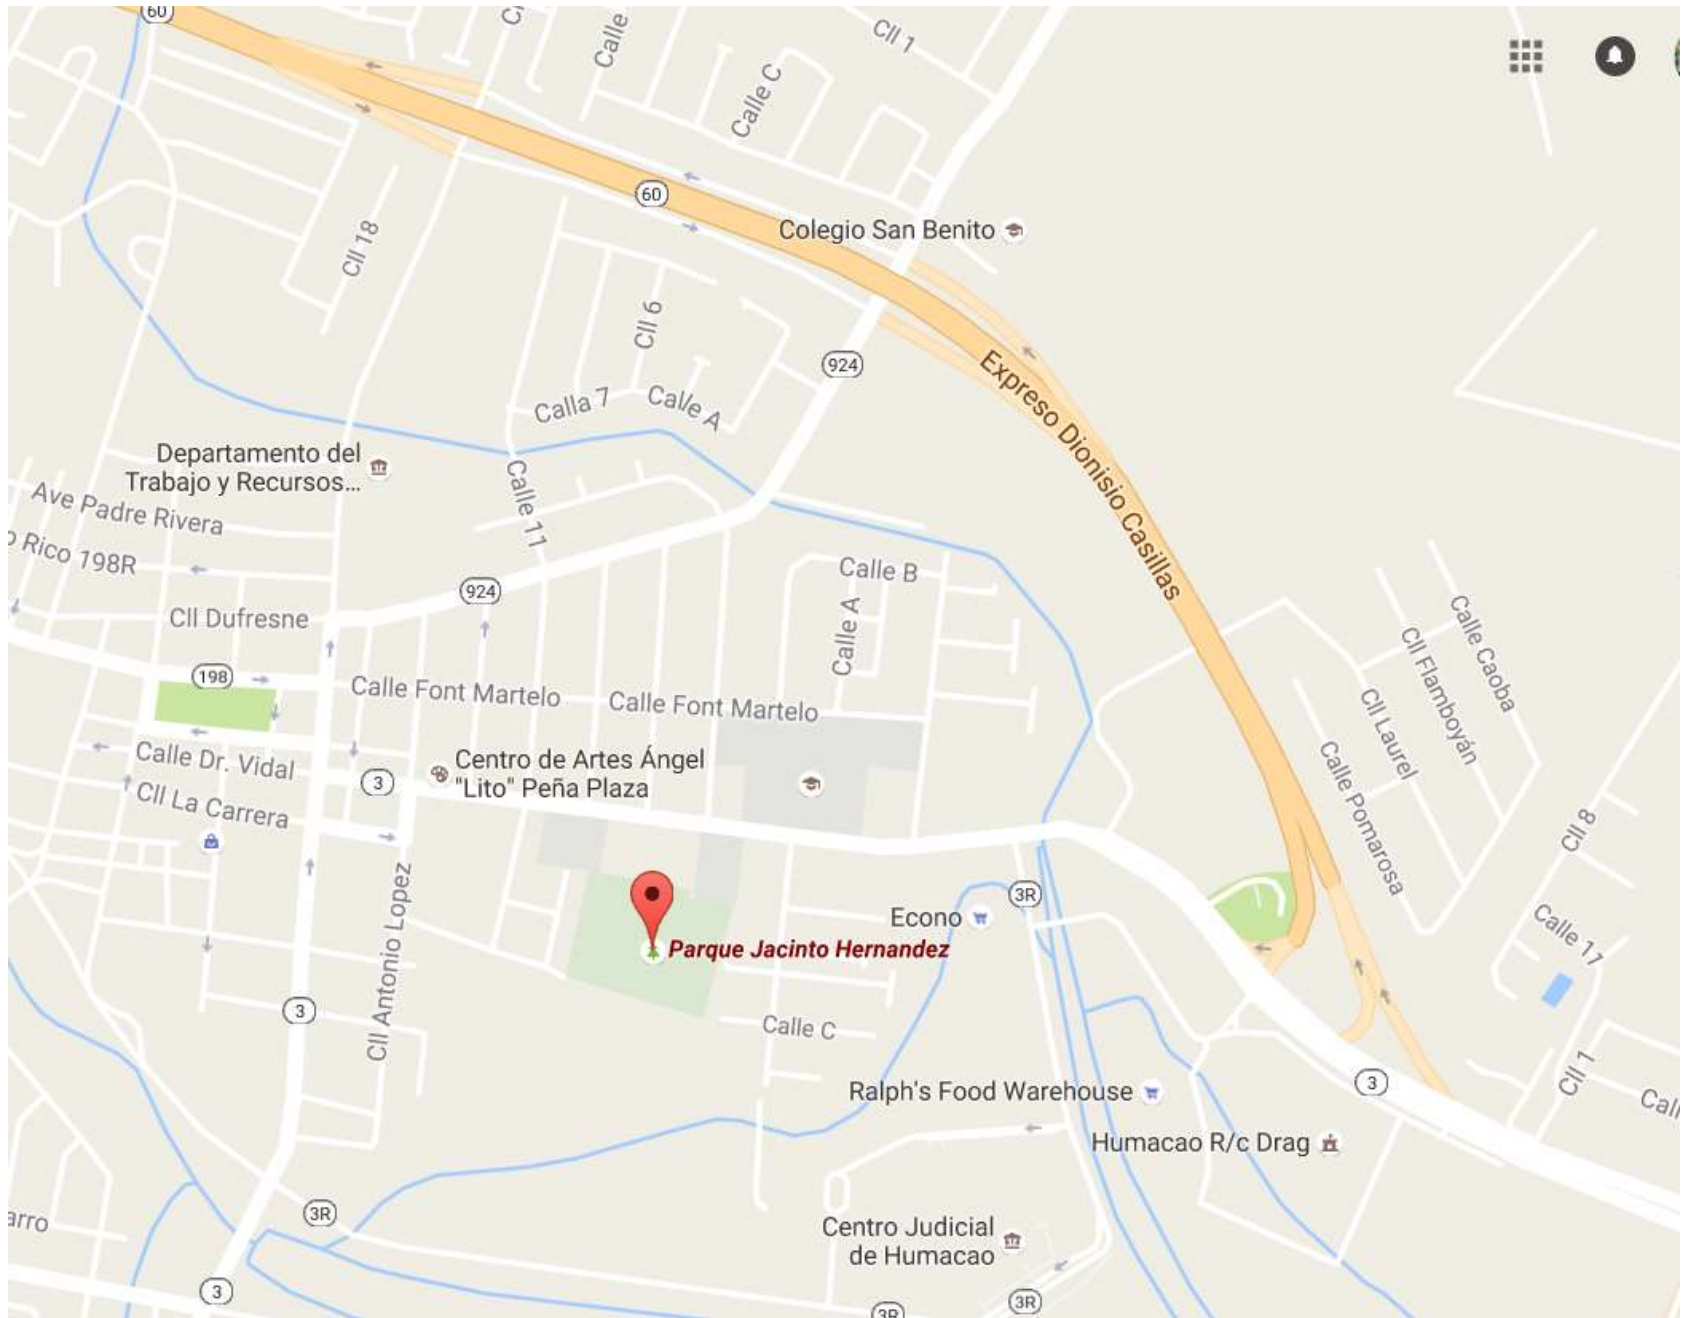 60
Calle
Cll 1
Calle C
60
Colegio San Benito
Cll 18
Cll 6
924
Expreso Dionisio Casillas
Calla 7
Calle A
Departamento del
Trabajo y Recursos...
Calle 11
Ave Padre Rivera
Rico 198R
Calle B
924
Cll Dufresne
Calle A
Calle Caoba
Cll Flamboyán
198
Calle Font Martelo
Calle Font Martelo
Cll Laurel
Calle Dr. Vidal
Centro de Artes Ángel
"Lito" Peña Plaza
3
Calle Pomarosa
Cll La Carrera
Cll 8
3R
Econo
Calle 17
Parque Jacinto Hernandez
Cll Antonio Lopez
3
Calle C
Ralph's Food Warehouse
3
Cll 1
Humacao R/c Drag
3R
Centro Judicial
de Humacao
3
3R
3R